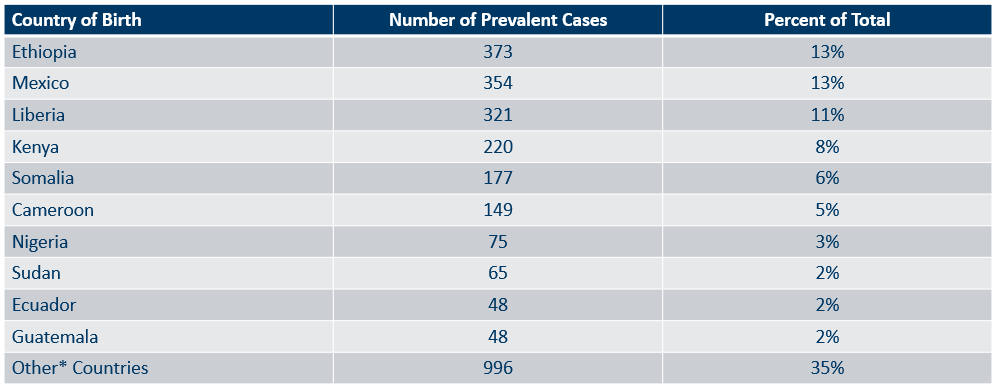 Country of Birth Number of Prevalent Cases Percent of Total
Ethiopia 373 13%
Mexico 354 13%
Liberia 321 11%
Kenya 220 8%
Somalia 177 6%
Cameroon 149 5%
Nigeria 75 3%
Sudan 65 2%
Ecuador 48 2%
Guatemala 48 2%
Other* Countries 996 35%